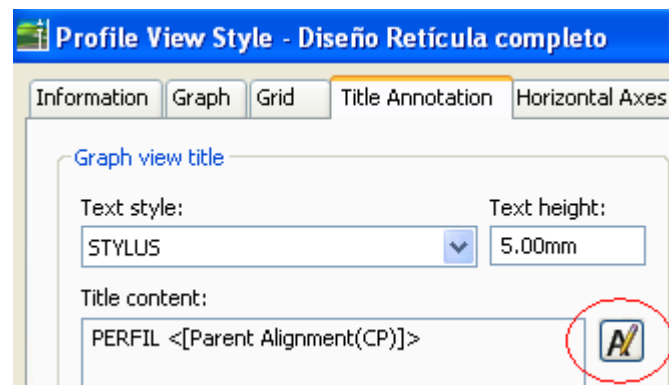 Profile View Style - Diseño Retícula completo
Information Graph Grid Title Annotation Horizontal Axes
Graph view title
Text style: Text height:
STYLUS 5.00mm
Title content:
PERFIL <[Parent Alignment(CP)]>
A